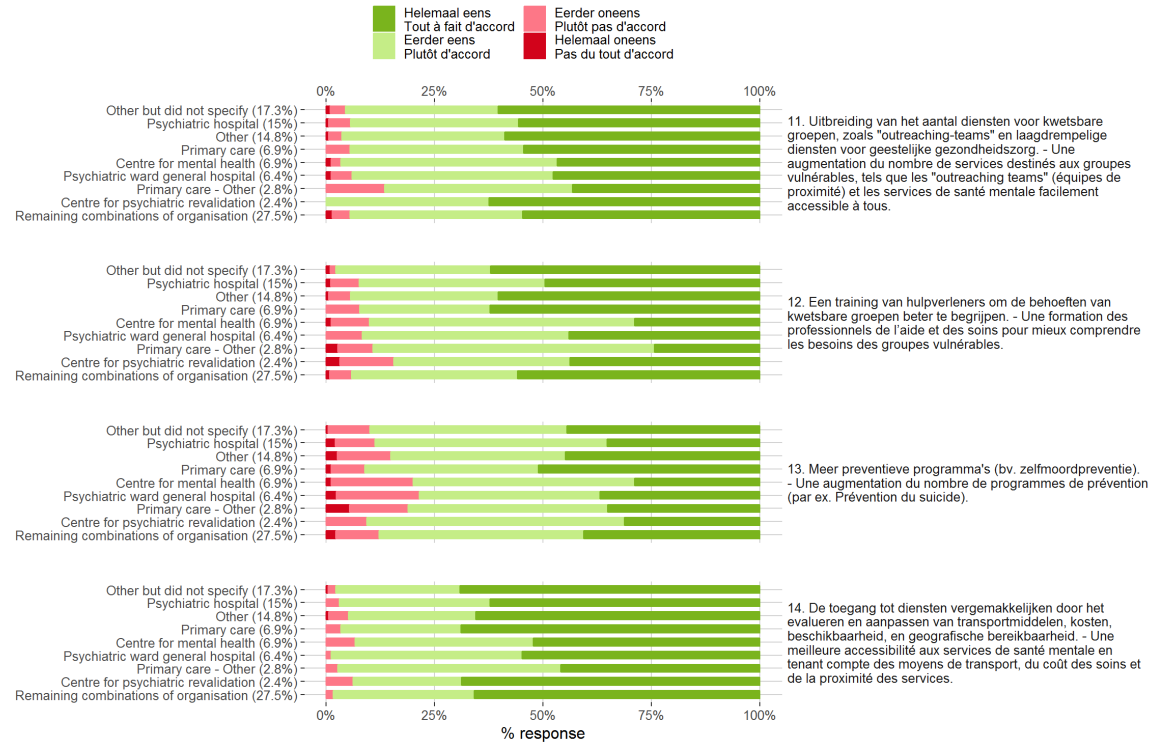 Helemaal eens
Tout à fait d'accord
Eerder eens
Plutôt d'accord
Eerder oneens
Plutôt pas d'accord
Helemaal oneens
Pas du tout d'accord
0% 25% 50% 75% 100%
Other but did not specify (17.3%)
Psychiatric hospital (15%)
Other (14.8%)
Primary care (6.9%)
Centre for mental health (6.9%)
Psychiatric ward general hospital (6.4%)
Primary care - Other (2.8%)
Centre for psychiatric revalidation (2.4%)
Remaining combinations of organisation (27.5%)
11. Uitbreiding van het aantal diensten voor kwetsbare
groepen, zoals "outreaching-teams" en laagdrempelige
diensten voor geestelijke gezondheidszorg. - Une
augmentation du nombre de services destinés aux groupes
vulnérables, tels que les "outreaching teams" (équipes de
proximité) et les services de santé mentale facilement
accessible à tous.
Other but did not specify (17.3%)
Psychiatric hospital (15%)
Other (14.8%)
Primary care (6.9%)
Centre for mental health (6.9%)
Psychiatric ward general hospital (6.4%)
Primary care - Other (2.8%)
Centre for psychiatric revalidation (2.4%)
Remaining combinations of organisation (27.5%)
12. Een training van hulpverleners om de behoeften van
kwetsbare groepen beter te begrijpen. - Une formation des
professionnels de l'aide et des soins pour mieux comprendre
les besoins des groupes vulnérables.
Other but did not specify (17.3%)
Psychiatric hospital (15%)
Other (14.8%)
Primary care (6.9%)
Centre for mental health (6.9%)
Psychiatric ward general hospital (6.4%)
Primary care - Other (2.8%)
Centre for psychiatric revalidation (2.4%)
Remaining combinations of organisation (27.5%)
13. Meer preventieve programma's (bv. zelfmoordpreventie).
- Une augmentation du nombre de programmes de prévention
(par ex. Prévention du suicide).
Other but did not specify (17.3%)
Psychiatric hospital (15%)
Other (14.8%)
Primary care (6.9%)
Centre for mental health (6.9%)
Psychiatric ward general hospital (6.4%)
Primary care - Other (2.8%)
Centre for psychiatric revalidation (2.4%)
Remaining combinations of organisation (27.5%)
14. De toegang tot diensten vergemakkelijken door het
evalueren en aanpassen van transportmiddelen, kosten,
beschikbaarheid, en geografische bereikbaarheid. - Une
meilleure accessibilité aux services de santé mentale en
tenant compte des moyens de transport, du coût des soins et
de la proximité des services.
0% 25% 50% 75% 100%
% response